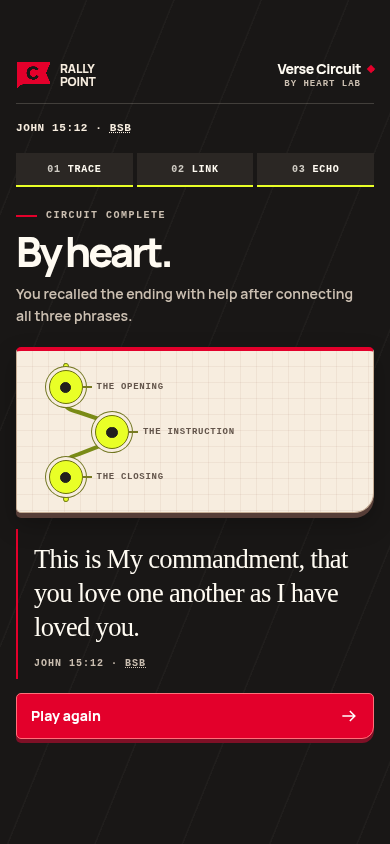 C
RALLY
POINT
Verse Circuit
BY HEART LAB
JOHN 15:12 · BSB
01 TRACE
02 LINK
03 ECHO
CIRCUIT COMPLETE
By heart.
You recalled the ending with help after connecting
all three phrases.
THE OPENING
THE INSTRUCTION
THE CLOSING
This is My commandment, that
you love one another as I have
loved you.
JOHN 15:12 · BSB
Play again